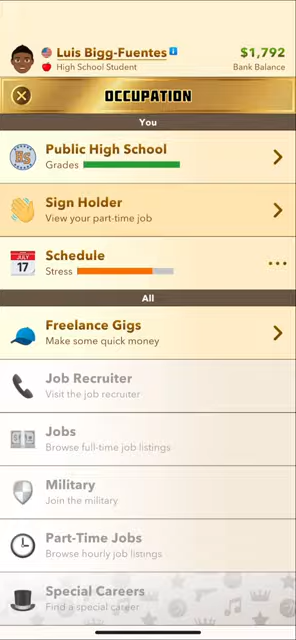 Luis Bigg-Fuentes
$1,792
High School Student
Bank Balance
OCCUPATION
You
HS
Public High School
Grades
Sign Holder
View your part-time job
JULY
17
Schedule
Stress
All
Freelance Gigs
Make some quick money
Job Recruiter
Visit the job recruiter
Jobs
Browse full-time job listings
Military
Join the military
Part-Time Jobs
Browse hourly job listings
Special Careers
Find a special career